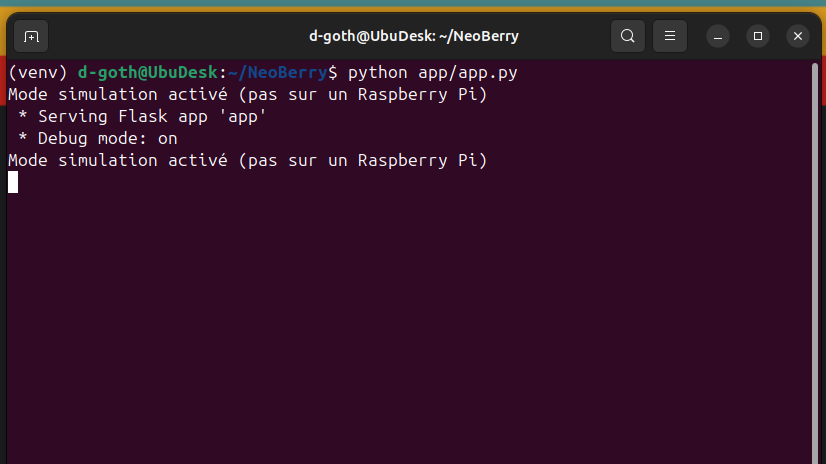 d-goth@UbuDesk: ~/NeoBerry
(venv) d-goth@UbuDesk:~/NeoBerry$ python app/app.py
Mode simulation activé (pas sur un Raspberry Pi)
 * Serving Flask app 'app'
 * Debug mode: on
Mode simulation activé (pas sur un Raspberry Pi)